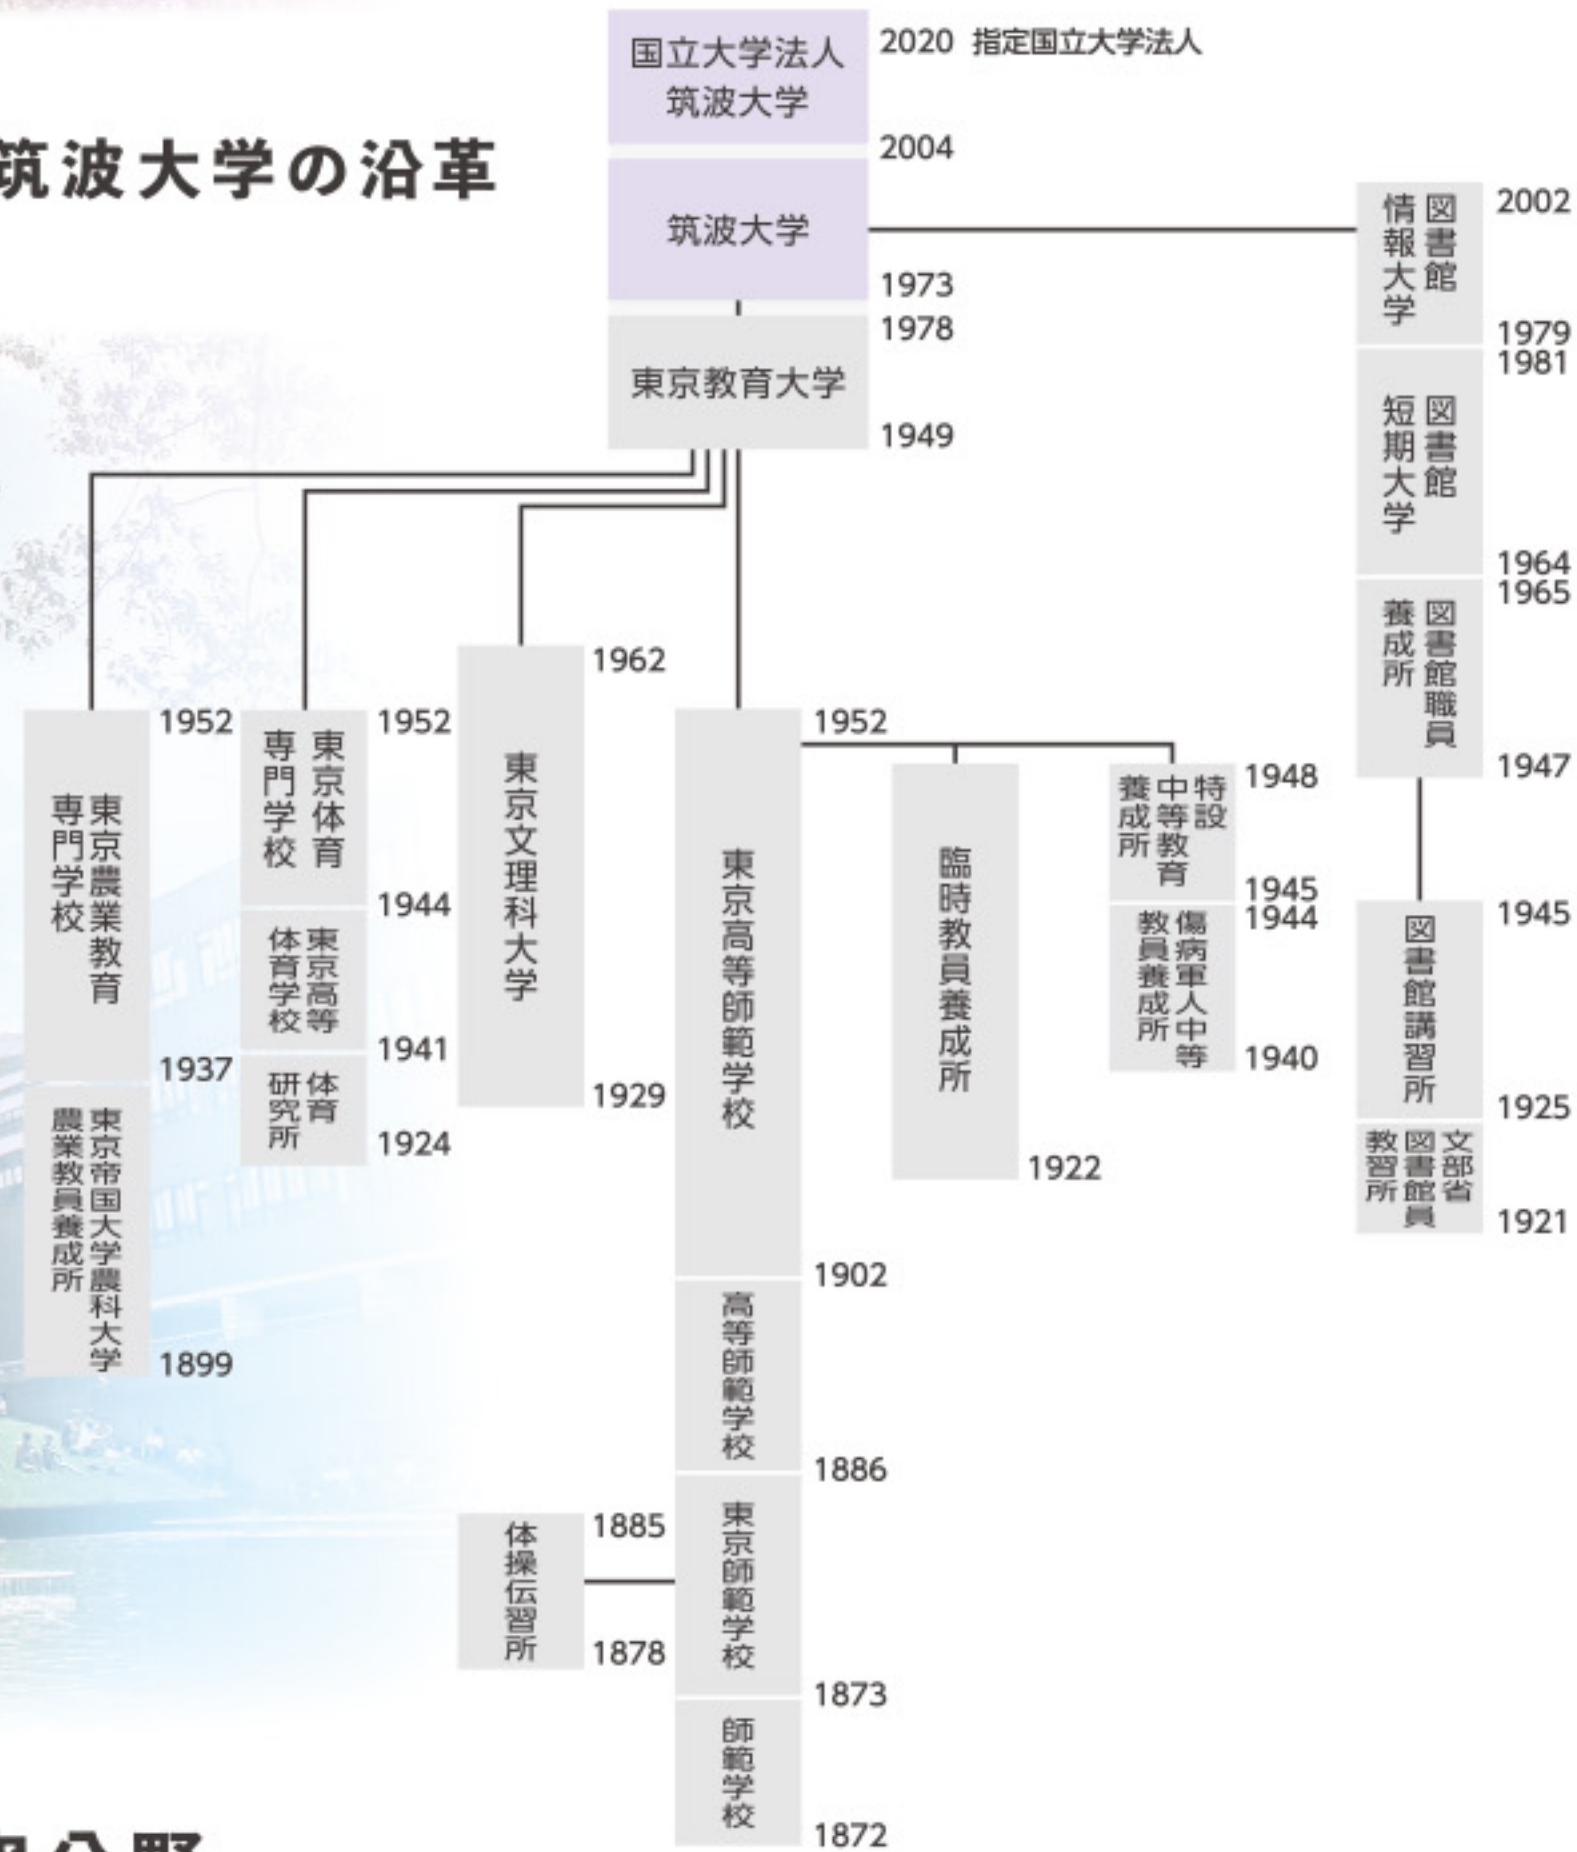 国立大学法人
筑波大学
2020 指定国立大学法人
2004
筑波大学の沿革
筑波大学
1973
図書館
情報大学
2002
1979
1978
東京教育大学
1949
1981
図書館
短期大学
1964
1965
図書館職員
養成所
1947
1952
東京農業教育
専門学校
1937
東京帝国大学農科大学
農業教員養成所
1899
1952
東京体育
専門学校
1944
東京高等
体育学校
1941
体育
研究所
1924
1962
東京文理科大学
1929
1952
東京高等師範学校
1902
高等師範学校
1886
東京師範学校
1873
師範学校
1872
1885
体操伝習所
1878
臨時教員養成所
1922
1948
特設
中等教育
養成所
1945
1944
傷病軍人中等
教員養成所
1940
1945
図書館講習所
1925
文部省
図書館員
教習所
1921